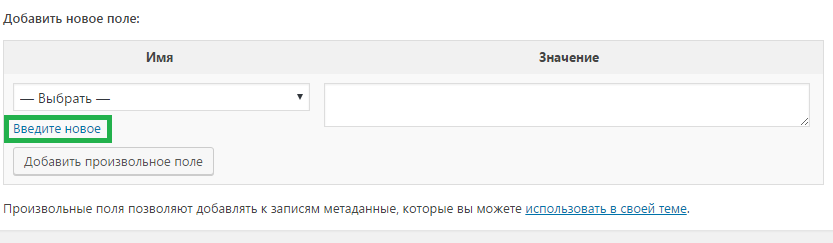 Добавить новое поле:
Имя Значение
— Выбрать —
Введите новое
Добавить произвольное поле
Произвольные поля позволяют добавлять к записям метаданные, которые вы можете использовать в своей теме.